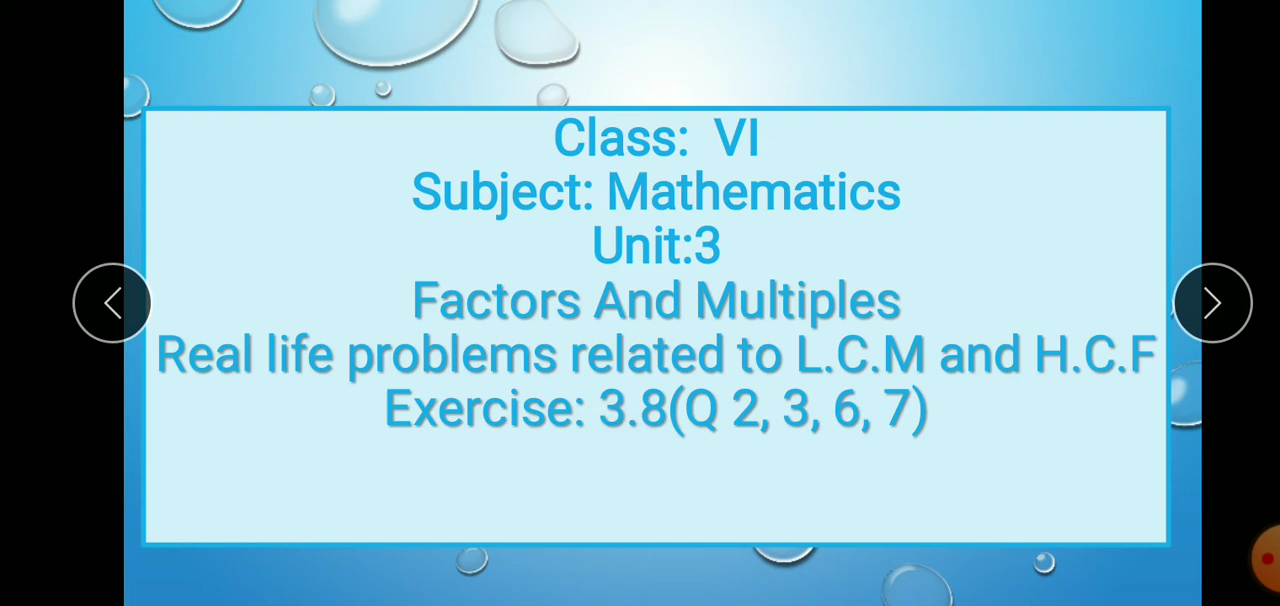 Class:  VI
Subject: Mathematics
Unit:3
Factors And Multiples
Real life problems related to L.C.M and H.C.F
Exercise: 3.8(Q 2, 3, 6, 7)